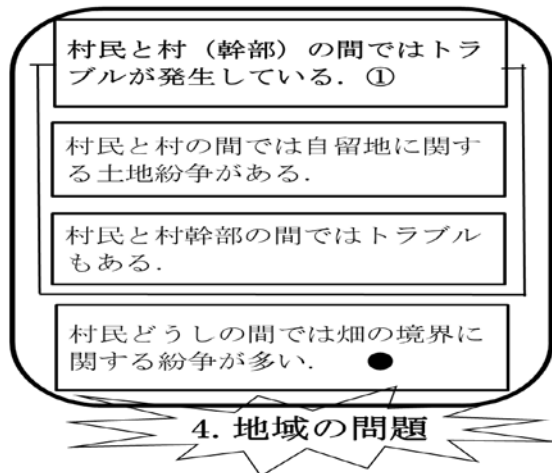 村民と村（幹部）の間ではトラ
ブルが発生している．①
村民と村の間では自留地に関す
る土地紛争がある．
村民と村幹部の間ではトラブル
もある．
村民どうしの間では畑の境界に
関する紛争が多い．　●
4. 地域の問題